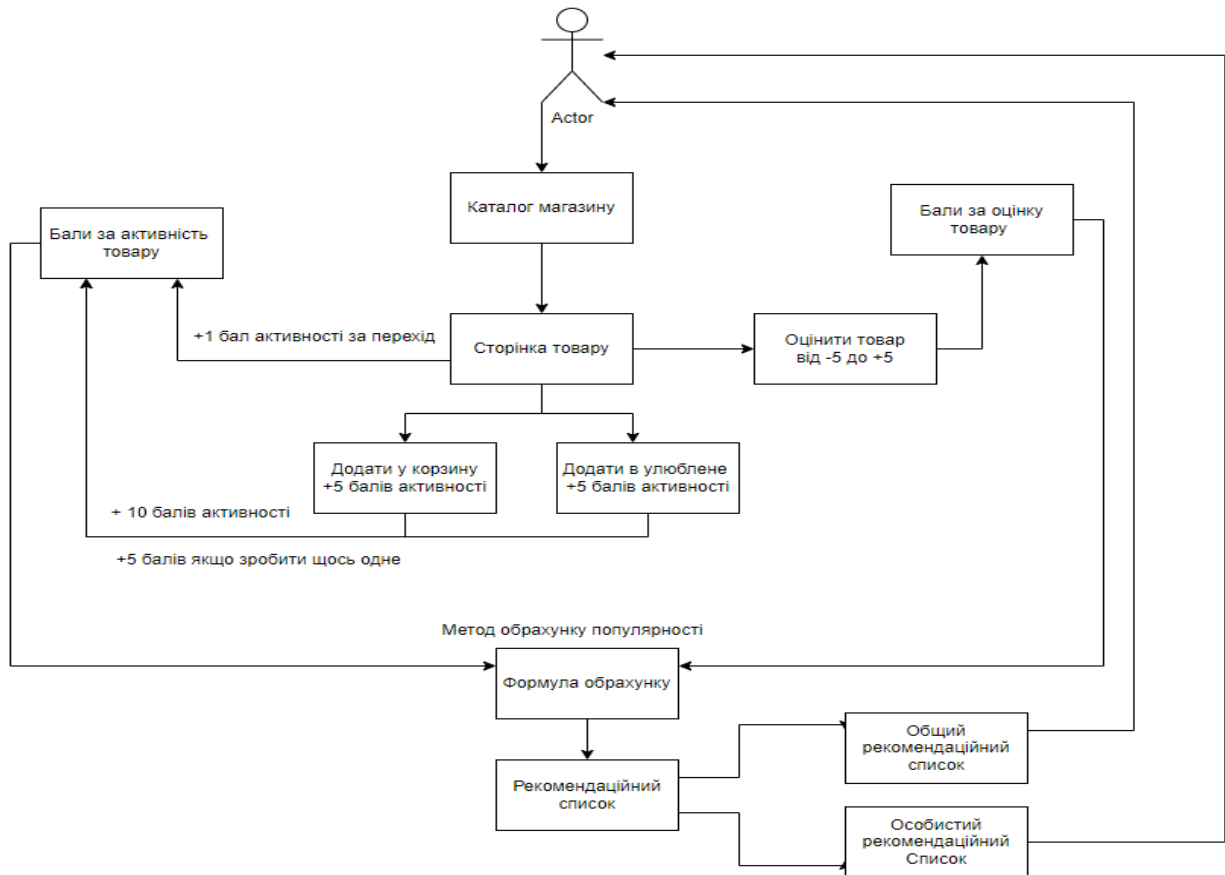 Actor
Каталог магазину
Бали за активність
товару
Бали за оцінку
товару
+1 бал активності за перехід
Сторінка товару
Оцінити товар
від -5 до +5
Додати у корзину
+5 балів активності
Додати в улюблене
+5 балів активності
+ 10 балів активності
+5 балів якщо зробити щось одне
Метод обрахунку популярності
Формула обрахунку
Рекомендаційний
список
Общий
рекомендаційний
список
Особистий
рекомендаційний
Список